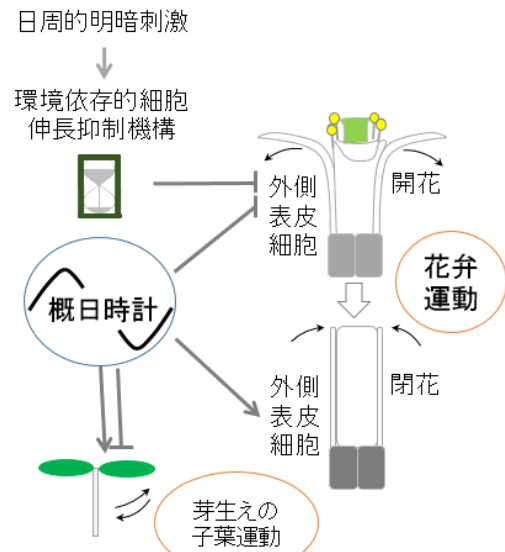 日周的明暗刺激
環境依存的細胞
伸長抑制機構
外側
表皮
細胞
開花
花弁
運動
概日時計
外側
表皮
細胞
閉花
芽生えの
子葉運動